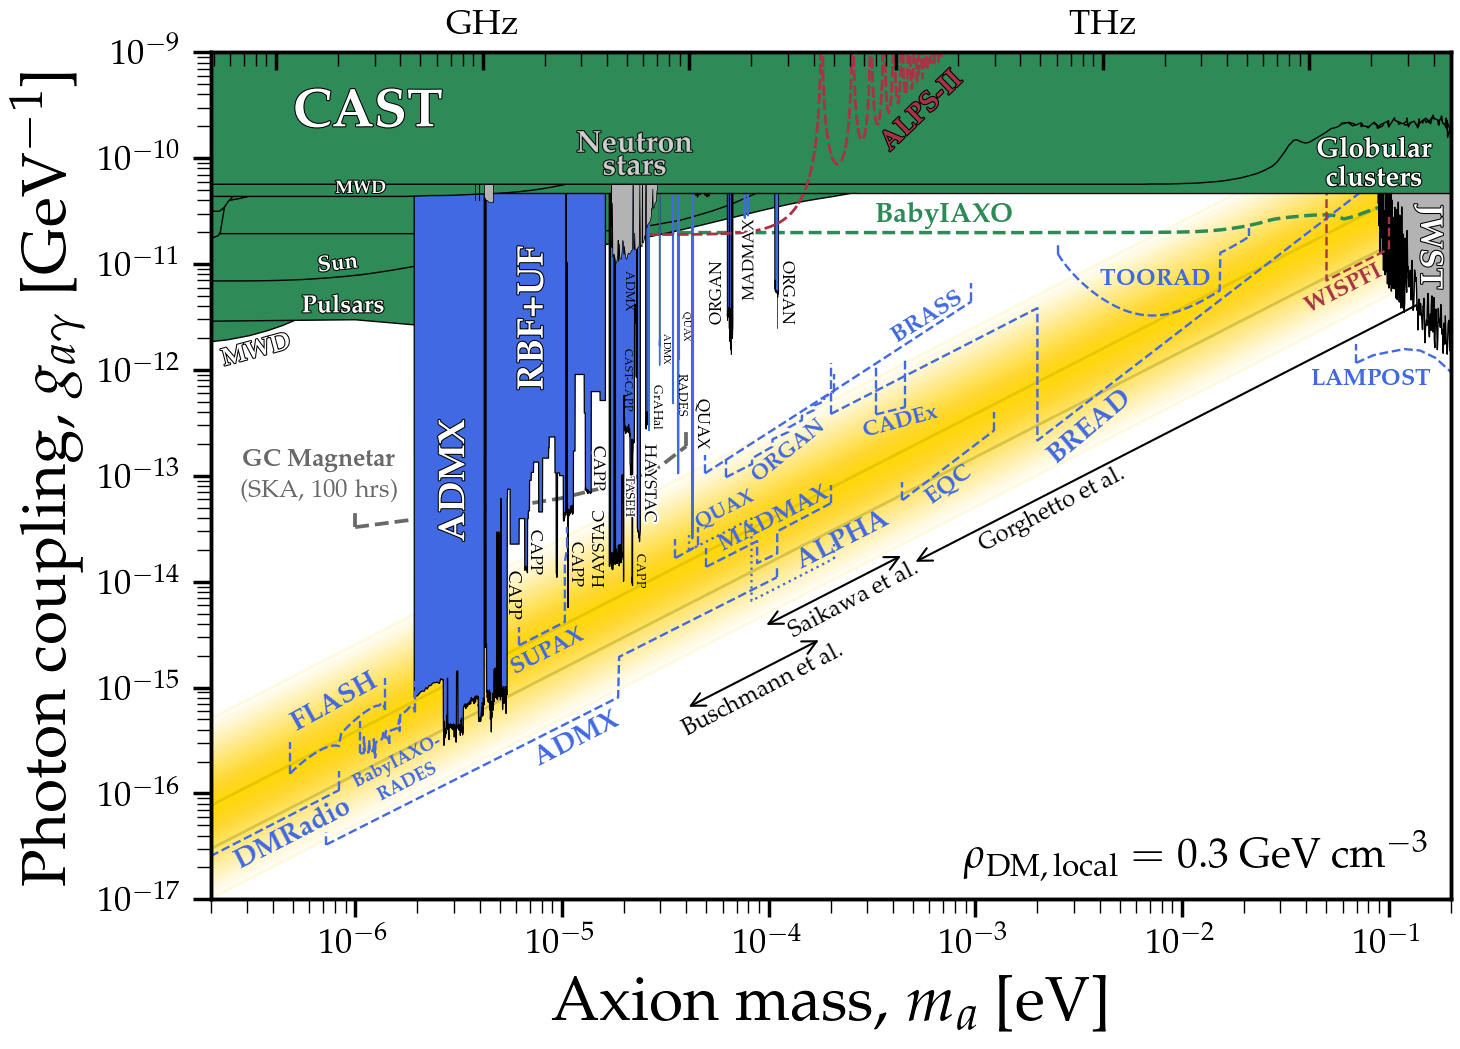 GHz
THz
10⁻⁹
10⁻¹⁰
10⁻¹¹
10⁻¹²
10⁻¹³
10⁻¹⁴
10⁻¹⁵
10⁻¹⁶
10⁻¹⁷
Photon coupling, gₐᵧ [GeV⁻¹]
CAST
Neutron
stars
ALPS-II
Globular
clusters
MWD
BabyIAXO
JWST
Sun
Pulsars
MWD
RBF+UF
ADMX
ORGAN
MADMAX
ORGAN
TOORAD
WISPFI
LAMPOST
ADMX
CAST-CAPP
GrAHal
ADMX
QUAX
RADES
QUAX
BRASS
CADEx
ORGAN
BREAD
GC Magnetar
(SKA, 100 hrs)
CAPP
HAYSTAC
TASEH
CAPP
HAYSTAC
CAPP
CAPP
CAPP
QUAX
MADMAX
ALPHA
EQC
Gorghetto et al.
Saikawa et al.
Buschmann et al.
SUPAX
FLASH
BabyIAXO-
RADES
ADMX
DMRadio
ρDM, local = 0.3 GeV cm⁻³
10⁻⁶
10⁻⁵
10⁻⁴
10⁻³
10⁻²
10⁻¹
Axion mass, mₐ [eV]